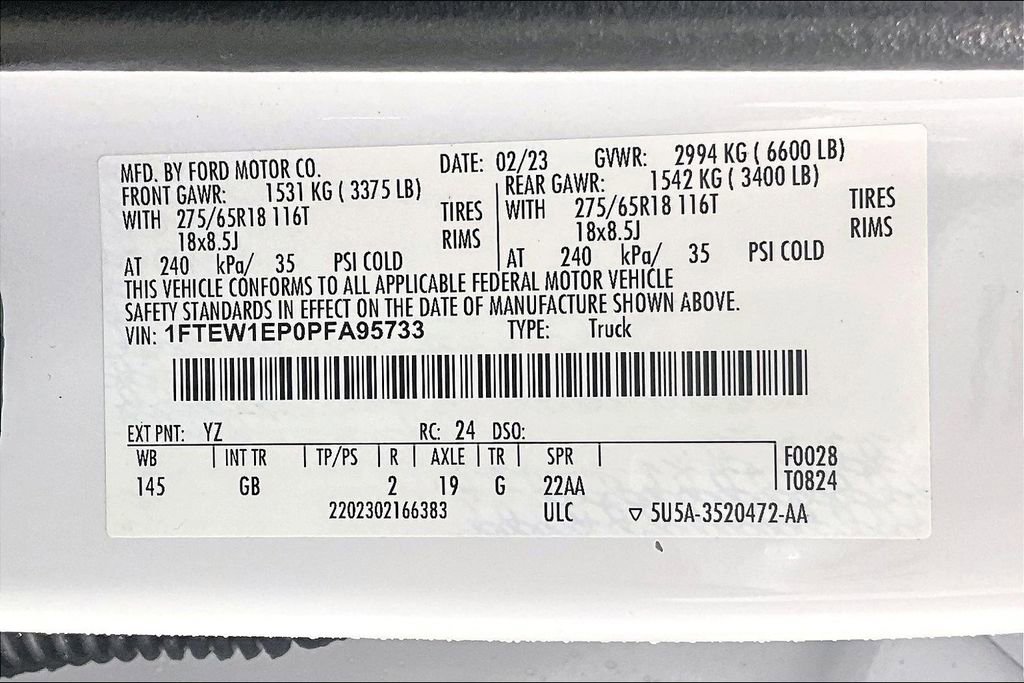 MFD. BY FORD MOTOR CO. DATE: 02/23 GVWR: 2994 KG ( 6600 LB)
FRONT GAWR: 1531 KG ( 3375 LB) REAR GAWR: 1542 KG ( 3400 LB)
WITH 275/65R18 116T TIRES WITH 275/65R18 116T TIRES
18x8.5J RIMS 18x8.5J RIMS
AT 240 kPa/ 35 PSI COLD AT 240 kPa/ 35 PSI COLD
THIS VEHICLE CONFORMS TO ALL APPLICABLE FEDERAL MOTOR VEHICLE
SAFETY STANDARDS IN EFFECT ON THE DATE OF MANUFACTURE SHOWN ABOVE.
VIN: 1FTEW1EP0PFA95733 TYPE: Truck
EXT PNT: YZ RC: 24 DSO:
WB INT TR TP/PS R AXLE TR SPR F0028
145 GB 2 19 G 22AA T0824
2202302166383 ULC ▽ 5U5A-3520472-AA